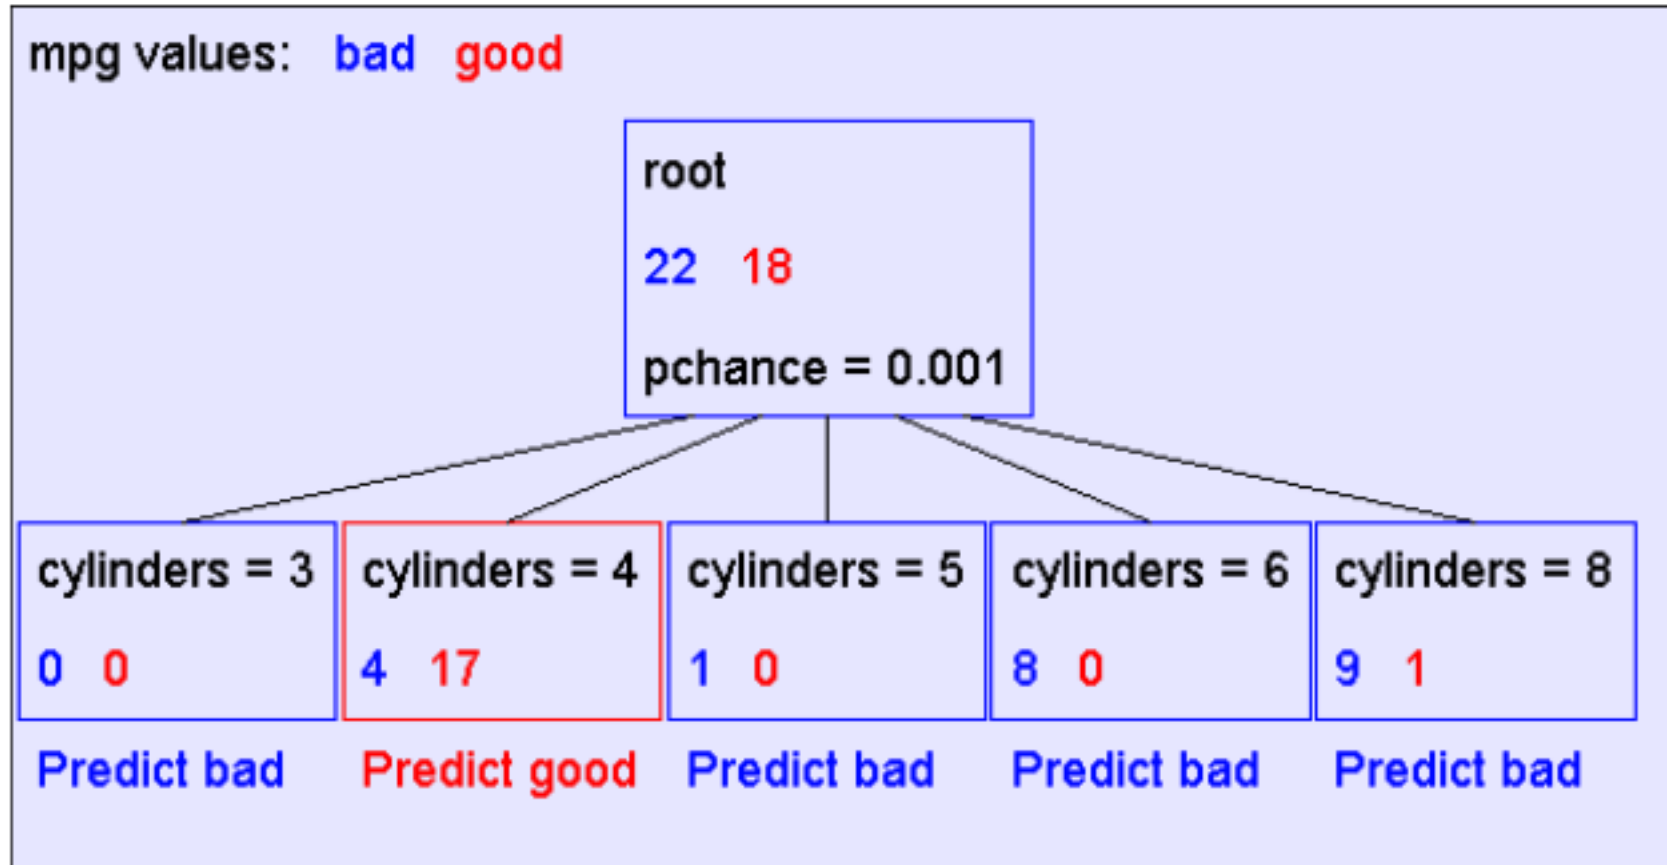 mpg values: bad good
root
22 18
pchance = 0.001
cylinders = 3 cylinders = 4 cylinders = 5 cylinders = 6 cylinders = 8
0 0 4 17 1 0 8 0 9 1
Predict bad Predict good Predict bad Predict bad Predict bad